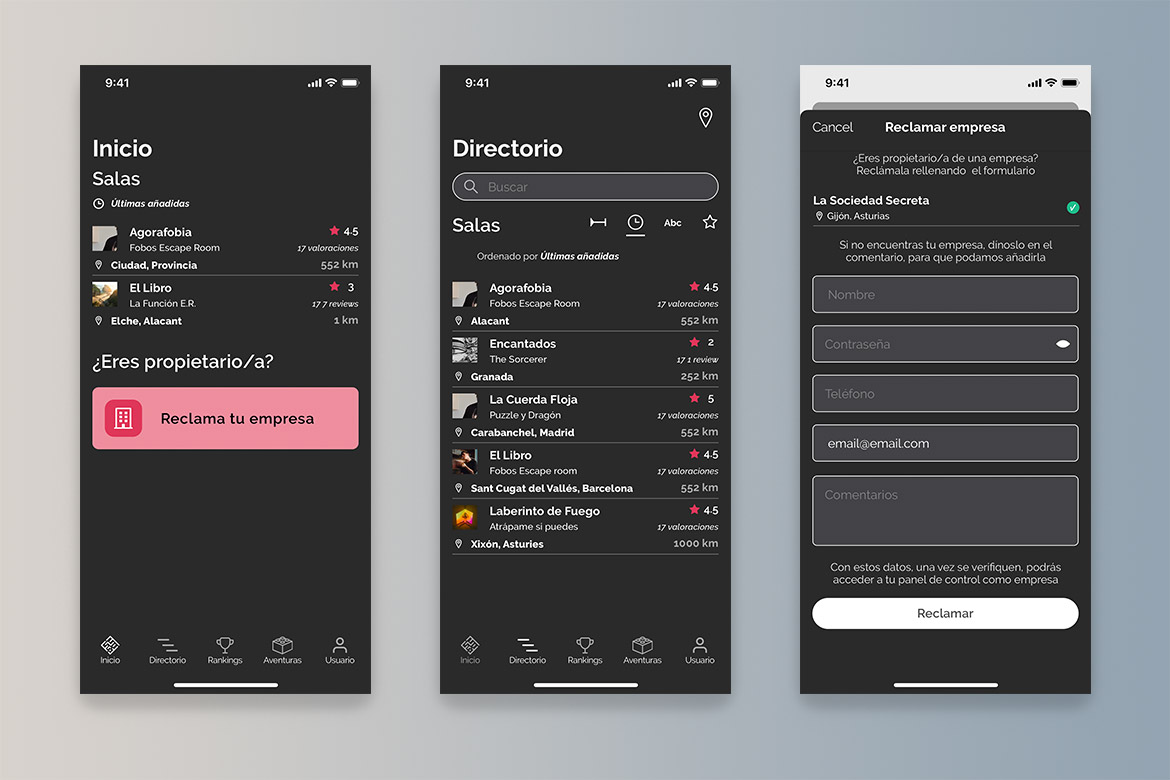 9:41
Inicio
Salas
Últimas añadidas
Agorafobia
4.5
Fobos Escape Room
17 valoraciones
Ciudad, Provincia
552 km
El Libro
3
La Función E.R.
17 7 reviews
Elche, Alacant
1 km
¿Eres propietario/a?
Reclama tu empresa
Inicio
Directorio
Rankings
Aventuras
Usuario
9:41
Directorio
Buscar
Salas
Abc
Ordenado por Últimas añadidas
Agorafobia
4.5
Fobos Escape Room
17 valoraciones
Alacant
552 km
Encantados
2
The Sorcerer
17 1 review
Granada
252 km
La Cuerda Floja
5
Puzzle y Dragón
17 valoraciones
Carabanchel, Madrid
552 km
El Libro
4.5
Fobos Escape room
17 valoraciones
Sant Cugat del Vallés, Barcelona
552 km
Laberinto de Fuego
4.5
Atrápame si puedes
17 valoraciones
Xixón, Asturies
1000 km
Inicio
Directorio
Rankings
Aventuras
Usuario
9:41
Cancel
Reclamar empresa
¿Eres propietario/a de una empresa?
Reclámala rellenando el formulario
La Sociedad Secreta
Gijón, Asturias
Si no encuentras tu empresa, dínoslo en el
comentario, para que podamos añadirla
Nombre
Contraseña
Teléfono
email@email.com
Comentarios
Con estos datos, una vez se verifiquen, podrás
acceder a tu panel de control como empresa
Reclamar